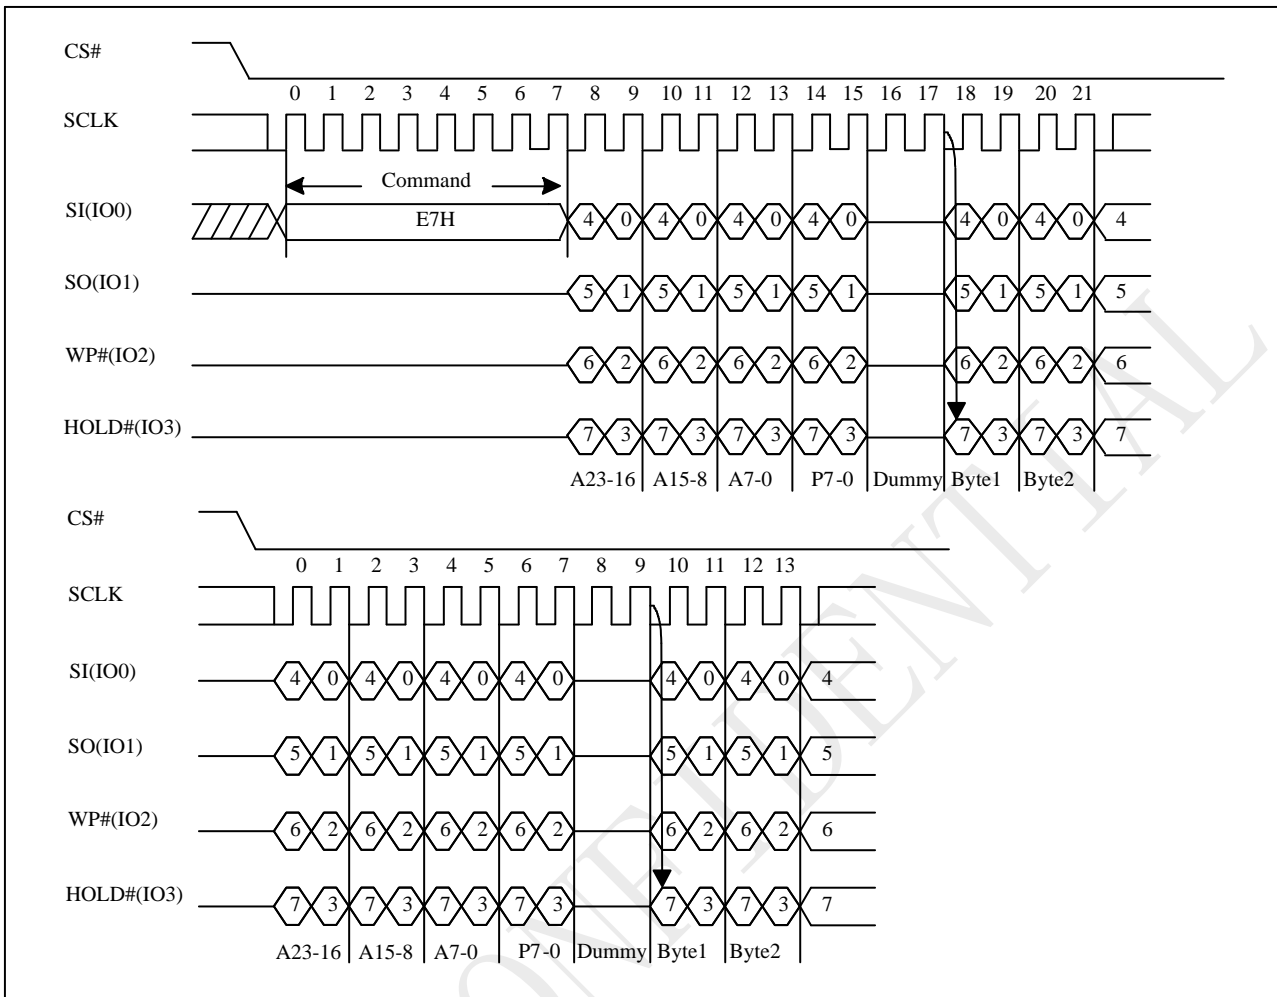 CS#
0 1 2 3 4 5 6 7 8 9 10 11 12 13 14 15 16 17 18 19 20 21
SCLK
Command
SI(IO0) E7H 4 0 4 0 4 0 4 0 4 0 4 0 4
SO(IO1) 5 1 5 1 5 1 5 1 5 1 5 1 5
WP#(IO2) 6 2 6 2 6 2 6 2 6 2 6 2 6
HOLD#(IO3) 7 3 7 3 7 3 7 3 7 3 7 3 7
A23-16 A15-8 A7-0 P7-0 Dummy Byte1 Byte2
CS#
0 1 2 3 4 5 6 7 8 9 10 11 12 13
SCLK
SI(IO0) 4 0 4 0 4 0 4 0 4 0 4 0 4
SO(IO1) 5 1 5 1 5 1 5 1 5 1 5 1 5
WP#(IO2) 6 2 6 2 6 2 6 2 6 2 6 2 6
HOLD#(IO3) 7 3 7 3 7 3 7 3 7 3 7 3 7
A23-16 A15-8 A7-0 P7-0 Dummy Byte1 Byte2
ONFIDENTIAL